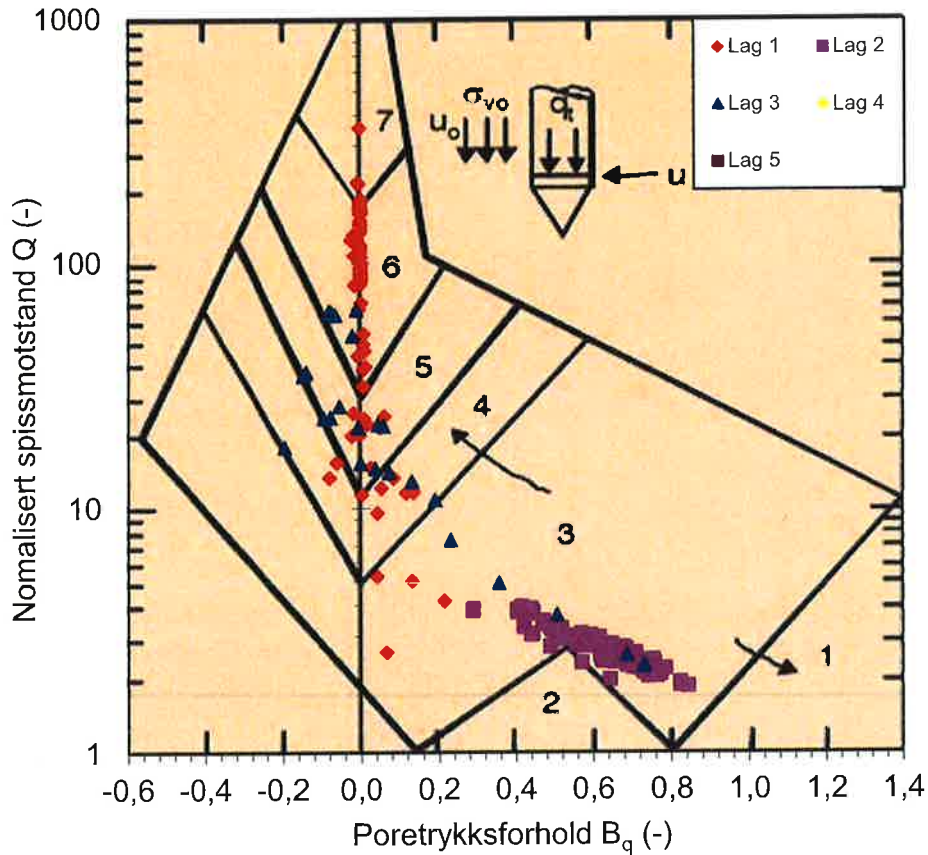 1000
100
10
1
Nomalisert spissmotstand Q (-)
Lag 1
Lag 2
Lag 3
Lag 4
Lag 5
σvo
uo
qt
u
7
6
5
4
3
2
1
-0,6 -0,4 -0,2 0,0 0,2 0,4 0,6 0,8 1,0 1,2 1,4
Poretrykksforhold Bq (-)